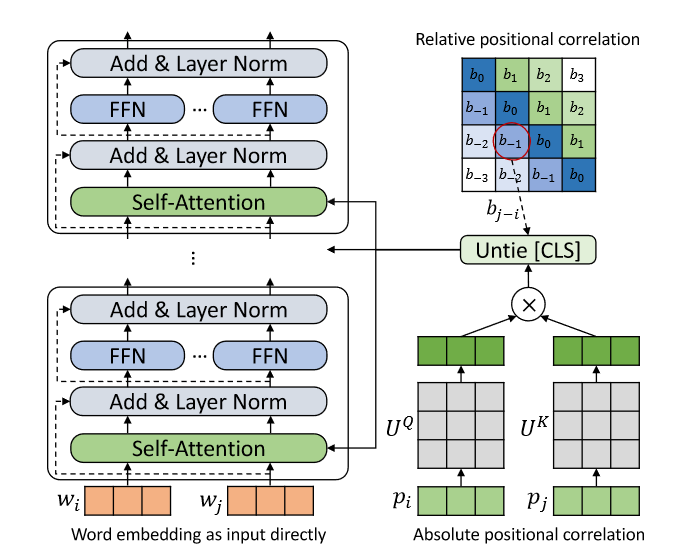 Add & Layer Norm
FFN ... FFN
Add & Layer Norm
Self-Attention
...
Add & Layer Norm
FFN ... FFN
Add & Layer Norm
Self-Attention
w_i w_j
Word embedding as input directly
Relative positional correlation
b_0 b_1 b_2 b_3
b_{-1} b_0 b_1 b_2
b_{-2} b_{-1} b_0 b_1
b_{-3} b_{-2} b_{-1} b_0
b_{j-i}
Untie [CLS]
×
U^Q U^K
p_i p_j
Absolute positional correlation